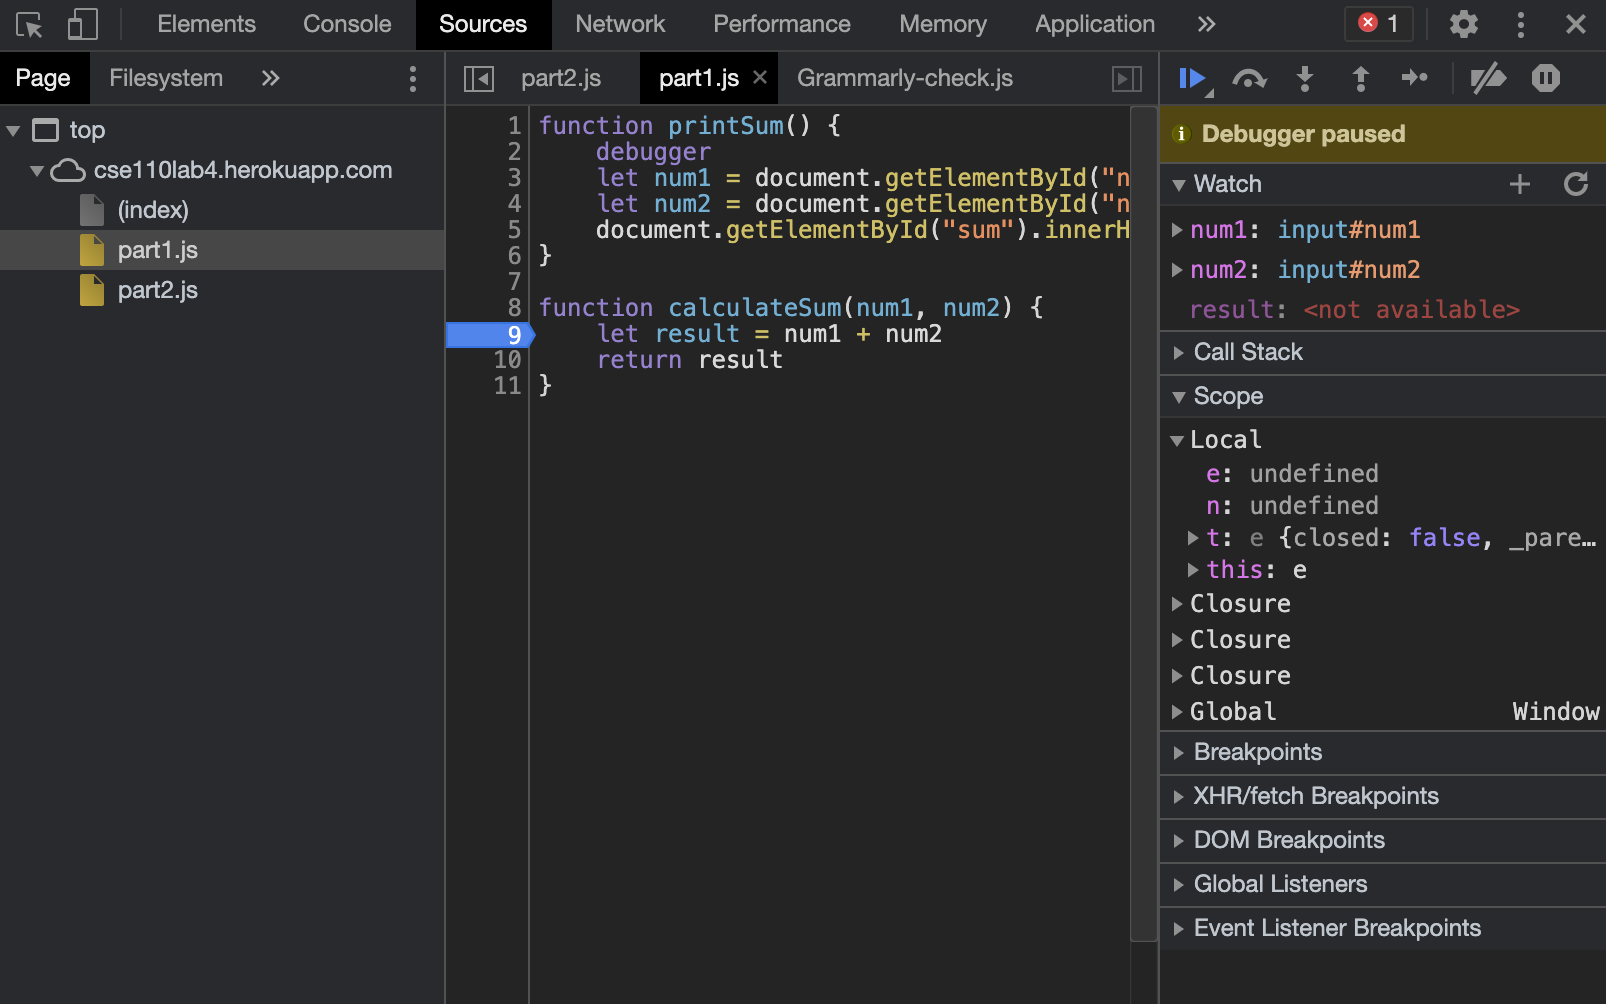 Elements Console Sources Network Performance Memory Application » 1
Page Filesystem »
part2.js part1.js × Grammarly-check.js
top
cse110lab4.herokuapp.com
(index)
part1.js
part2.js
1 function printSum() {
2 debugger
3 let num1 = document.getElementById("n
4 let num2 = document.getElementById("n
5 document.getElementById("sum").innerH
6 }
7
8 function calculateSum(num1, num2) {
9 let result = num1 + num2
10 return result
11 }
Debugger paused
Watch
num1: input#num1
num2: input#num2
result: <not available>
Call Stack
Scope
Local
e: undefined
n: undefined
t: e {closed: false, _pare…
this: e
Closure
Closure
Closure
Global Window
Breakpoints
XHR/fetch Breakpoints
DOM Breakpoints
Global Listeners
Event Listener Breakpoints